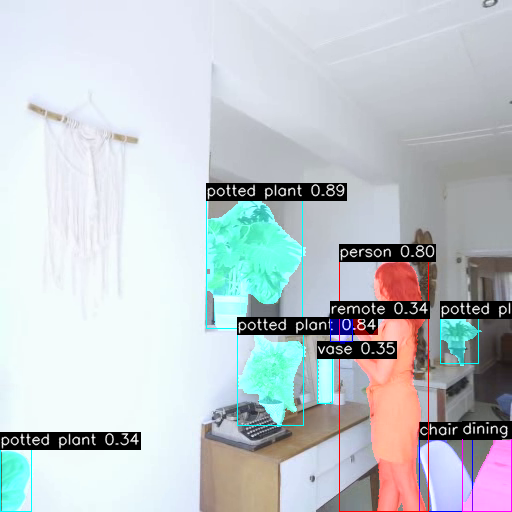 potted plant 0.89
person 0.80
remote 0.34
potted pl
potted plant 0.84
vase 0.35
chair
dining
potted plant 0.34